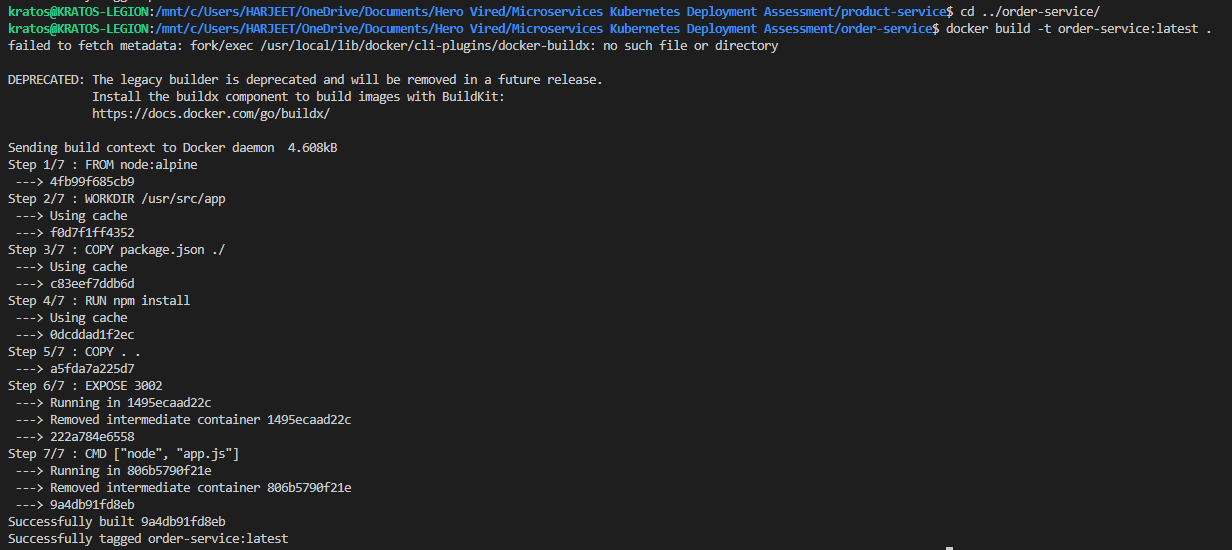 kratos@KRATOS-LEGION:/mnt/c/Users/HARJEET/OneDrive/Documents/Hero Vired/Microservices Kubernetes Deployment Assessment/product-service$ cd ../order-service/
kratos@KRATOS-LEGION:/mnt/c/Users/HARJEET/OneDrive/Documents/Hero Vired/Microservices Kubernetes Deployment Assessment/order-service$ docker build -t order-service:latest .
failed to fetch metadata: fork/exec /usr/local/lib/docker/cli-plugins/docker-buildx: no such file or directory

DEPRECATED: The legacy builder is deprecated and will be removed in a future release.
            Install the buildx component to build images with BuildKit:
            https://docs.docker.com/go/buildx/

Sending build context to Docker daemon  4.608kB
Step 1/7 : FROM node:alpine
 ---> 4fb99f685cb9
Step 2/7 : WORKDIR /usr/src/app
 ---> Using cache
 ---> f0d7f1ff4352
Step 3/7 : COPY package.json ./
 ---> Using cache
 ---> c83eef7ddb6d
Step 4/7 : RUN npm install
 ---> Using cache
 ---> 0dcddad1f2ec
Step 5/7 : COPY . .
 ---> a5fda7a225d7
Step 6/7 : EXPOSE 3002
 ---> Running in 1495ecaad22c
 ---> Removed intermediate container 1495ecaad22c
 ---> 222a784e6558
Step 7/7 : CMD ["node", "app.js"]
 ---> Running in 806b5790f21e
 ---> Removed intermediate container 806b5790f21e
 ---> 9a4db91fd8eb
Successfully built 9a4db91fd8eb
Successfully tagged order-service:latest